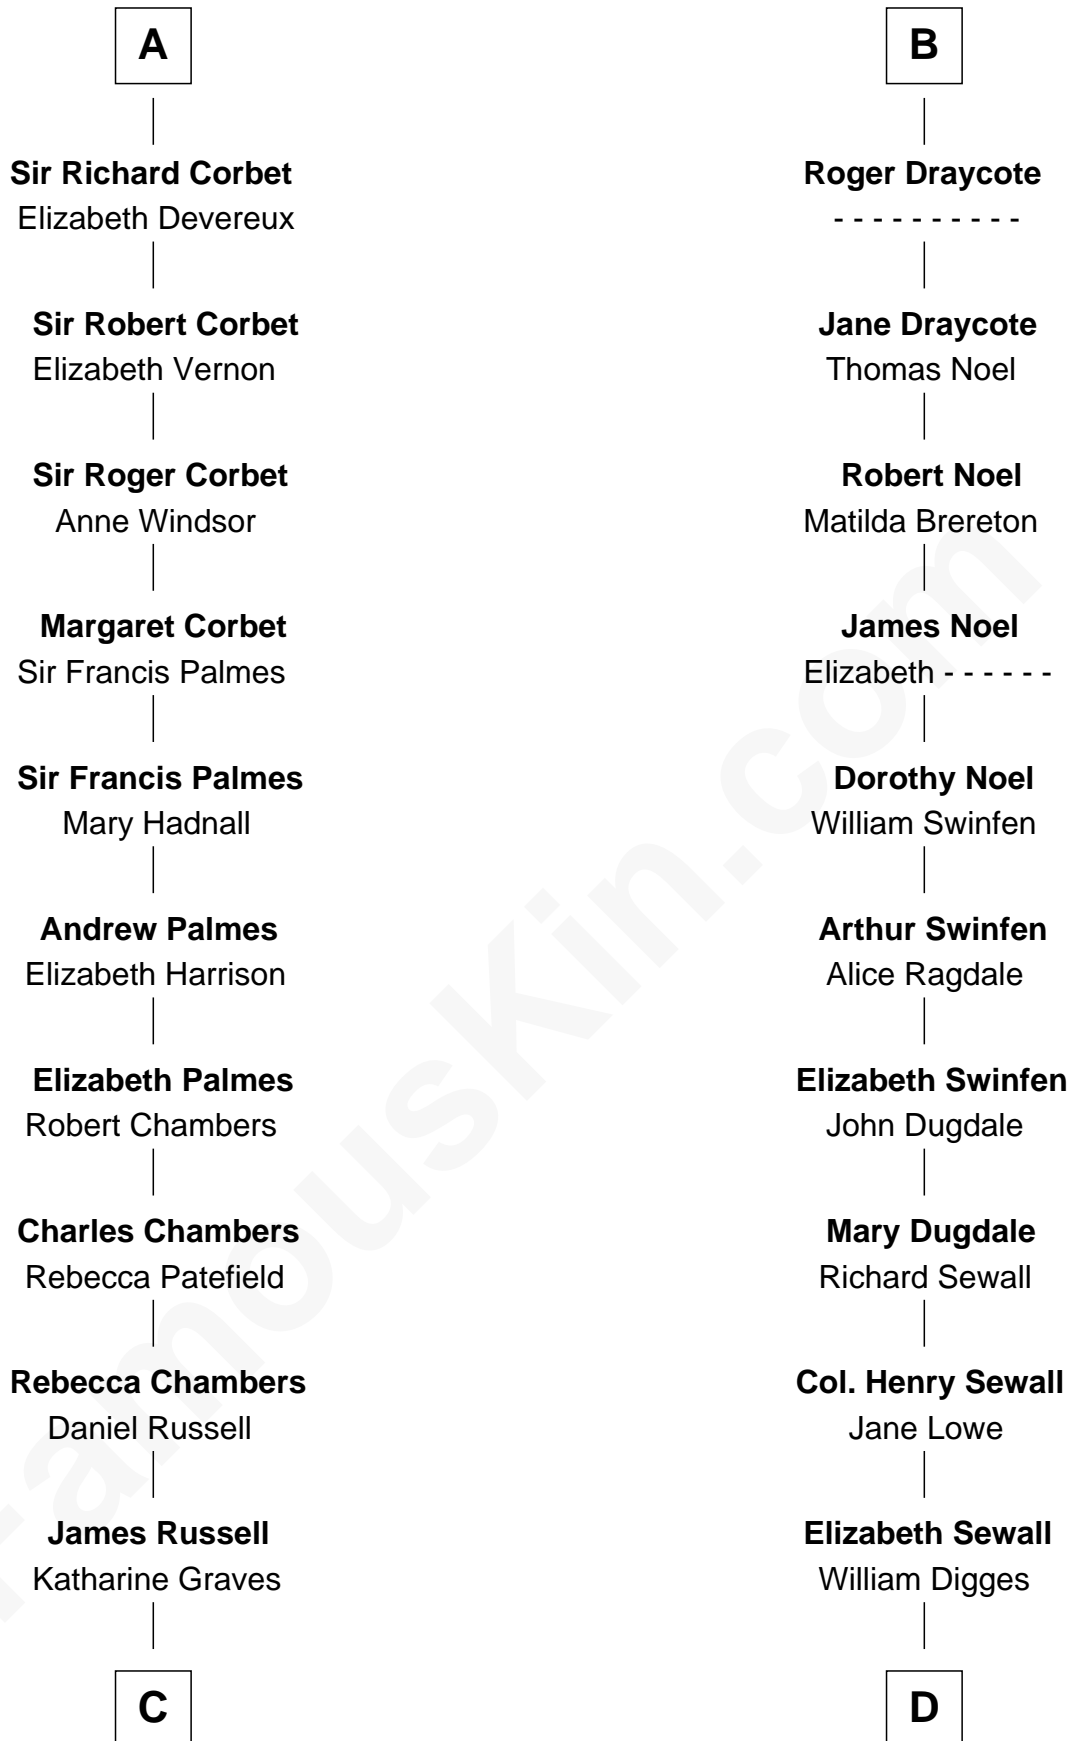 A
Sir Richard Corbet
Elizabeth Devereux
Sir Robert Corbet
Elizabeth Vernon
Sir Roger Corbet
Anne Windsor
Margaret Corbet
Sir Francis Palmes
Sir Francis Palmes
Mary Hadnall
Andrew Palmes
Elizabeth Harrison
Elizabeth Palmes
Robert Chambers
Charles Chambers
Rebecca Patefield
Rebecca Chambers
Daniel Russell
James Russell
Katharine Graves
C
B
Roger Draycote
- - - - - - - - - -
Jane Draycote
Thomas Noel
Robert Noel
Matilda Brereton
James Noel
Elizabeth - - - - - -
Dorothy Noel
William Swinfen
Arthur Swinfen
Alice Ragdale
Elizabeth Swinfen
John Dugdale
Mary Dugdale
Richard Sewall
Col. Henry Sewall
Jane Lowe
Elizabeth Sewall
William Digges
D
FamousKin.com